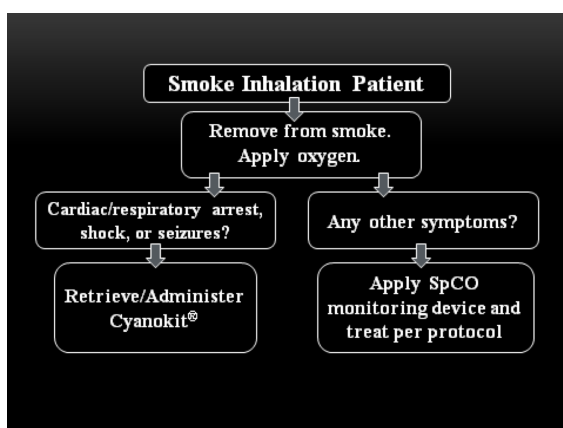 Smoke Inhalation Patient
Remove from smoke.
Apply oxygen.
Cardiac/respiratory arrest,
shock, or seizures?
Any other symptoms?
Retrieve/Administer
Cyanokit®
Apply SpCO
monitoring device and
treat per protocol